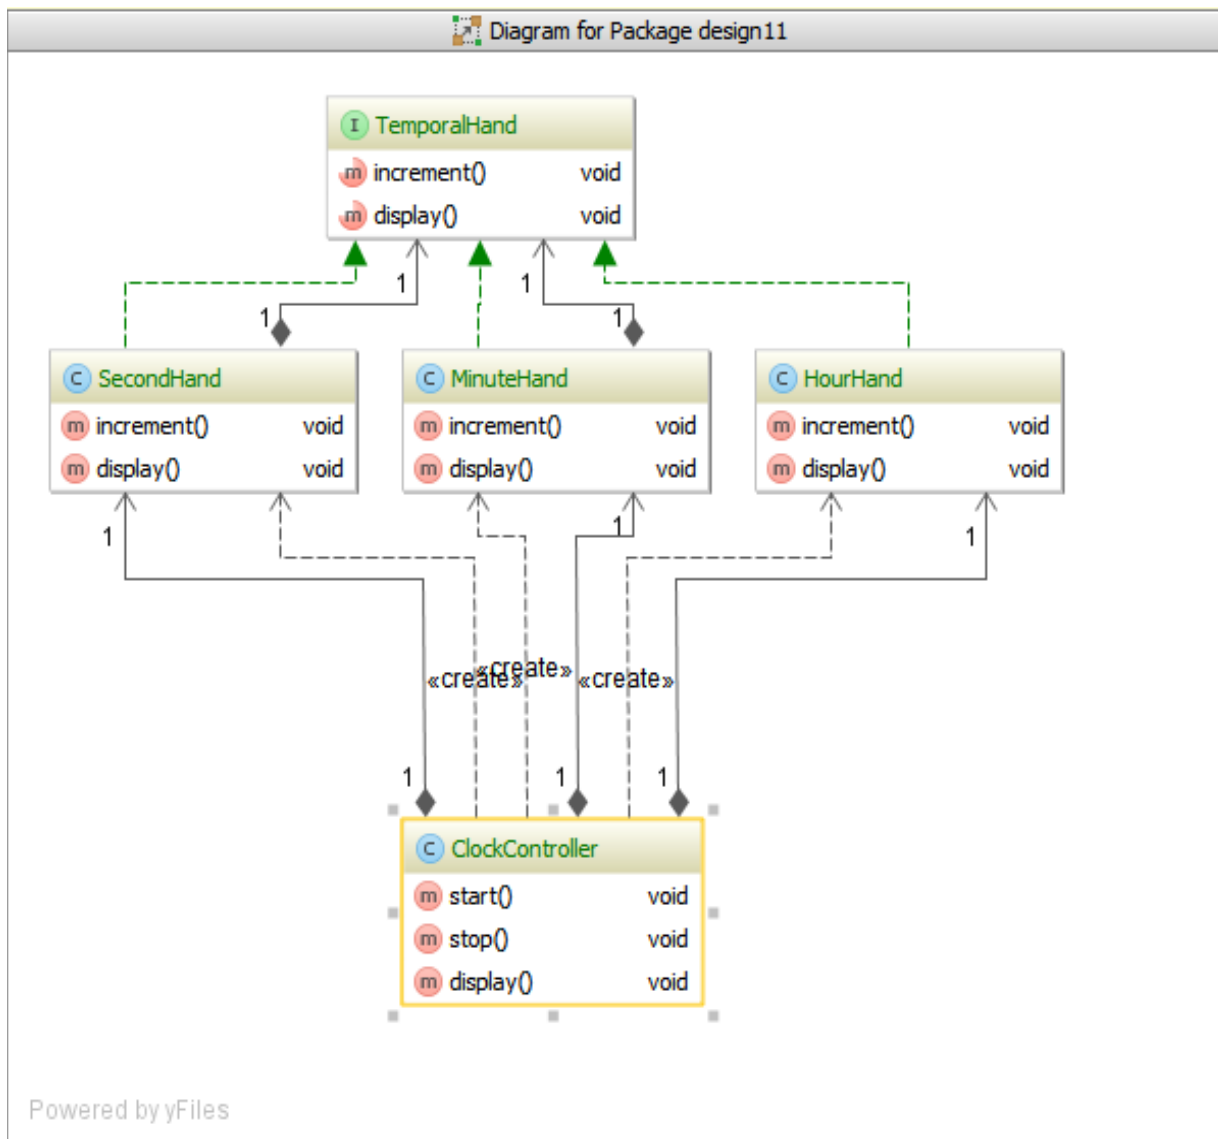 Diagram for Package design11
I TemporalHand
m increment() void
m display() void
1 1
1 1
C SecondHand
m increment() void
m display() void
C MinuteHand
m increment() void
m display() void
C HourHand
m increment() void
m display() void
1 1 1
«create» «create» «create»
1 1 1
C ClockController
m start() void
m stop() void
m display() void
Powered by yFiles